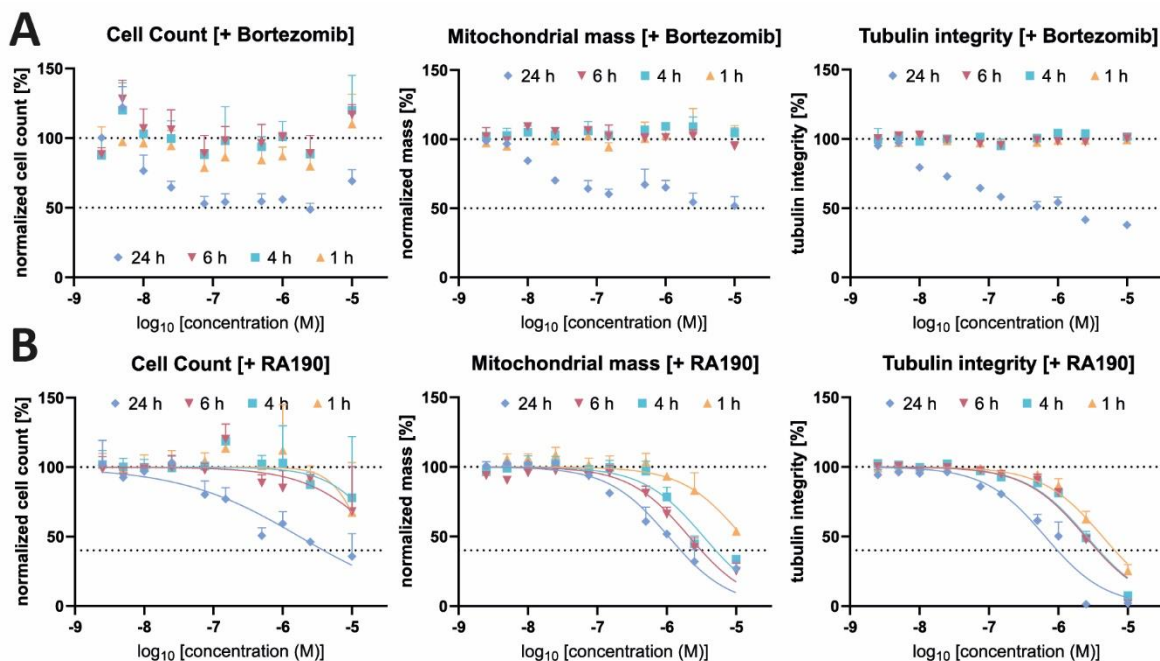 A
Cell Count [+ Bortezomib]
normalized cell count [%]
150
100
50
0
24 h 6 h 4 h 1 h
-9 -8 -7 -6 -5
log10 [concentration (M)]
Mitochondrial mass [+ Bortezomib]
normalized mass [%]
150
24 h 6 h 4 h 1 h
100
50
0
-9 -8 -7 -6 -5
log10 [concentration (M)]
Tubulin integrity [+ Bortezomib]
tubulin integrity [%]
150
24 h 6 h 4 h 1 h
100
50
0
-9 -8 -7 -6 -5
log10 [concentration (M)]
B
Cell Count [+ RA190]
normalized cell count [%]
150
24 h 6 h 4 h 1 h
100
50
0
-9 -8 -7 -6 -5
log10 [concentration (M)]
Mitochondrial mass [+ RA190]
normalized mass [%]
150
24 h 6 h 4 h 1 h
100
50
0
-9 -8 -7 -6 -5
log10 [concentration (M)]
Tubulin integrity [+ RA190]
tubulin integrity [%]
150
24 h 6 h 4 h 1 h
100
50
0
-9 -8 -7 -6 -5
log10 [concentration (M)]